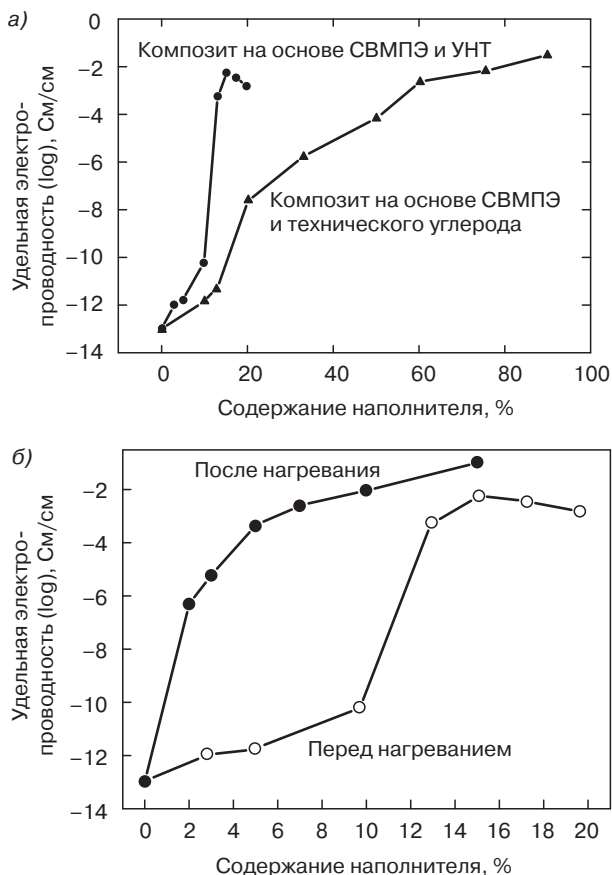 а)
Удельная электро-
проводность (log), См/см
0
−2
−4
−6
−8
−10
−12
−14
Композит на основе СВМПЭ и УНТ
Композит на основе СВМПЭ
и технического углерода
0 20 40 60 80 100
Содержание наполнителя, %
б)
Удельная электро-
проводность (log), См/см
−2
−4
−6
−8
−10
−12
−14
После нагревания
Перед нагреванием
0 2 4 6 8 10 12 14 16 18 20
Содержание наполнителя, %